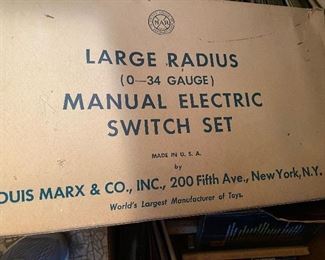 MAR
LARGE RADIUS
(O—34 GAUGE)
MANUAL ELECTRIC
SWITCH SET
MADE IN U. S. A.
by
OUIS MARX & CO., INC., 200 Fifth Ave., New York, N.
World's Largest Manufacturer of Toys.